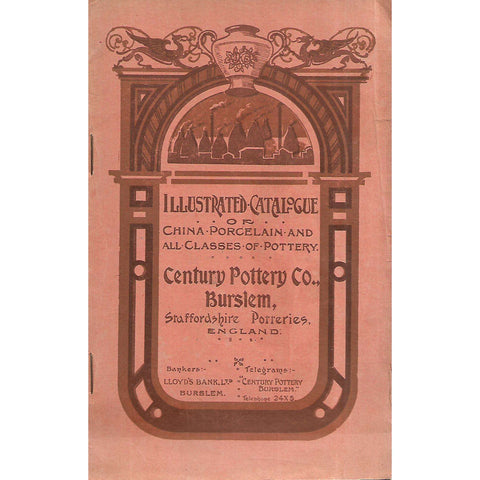 ILLUSTRATED·CATALOGUE
OF
CHINA·PORCELAIN·AND
ALL·CLASSES·OF·POTTERY.
Century Pottery Co.,
Burslem,
Staffordshire Potteries,
ENGLAND.
Bankers:-
LLOYD'S BANK, LTD
BURSLEM.
Telegrams:-
"CENTURY POTTERY
BURSLEM."
Telephone 24X5